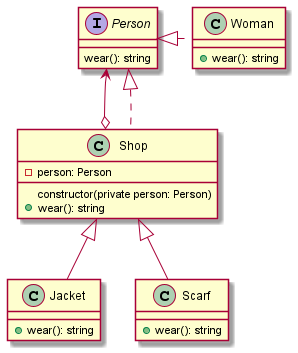 I Person
wear(): string
C Woman
wear(): string
C Shop
person: Person
constructor(private person: Person)
wear(): string
C Jacket
wear(): string
C Scarf
wear(): string